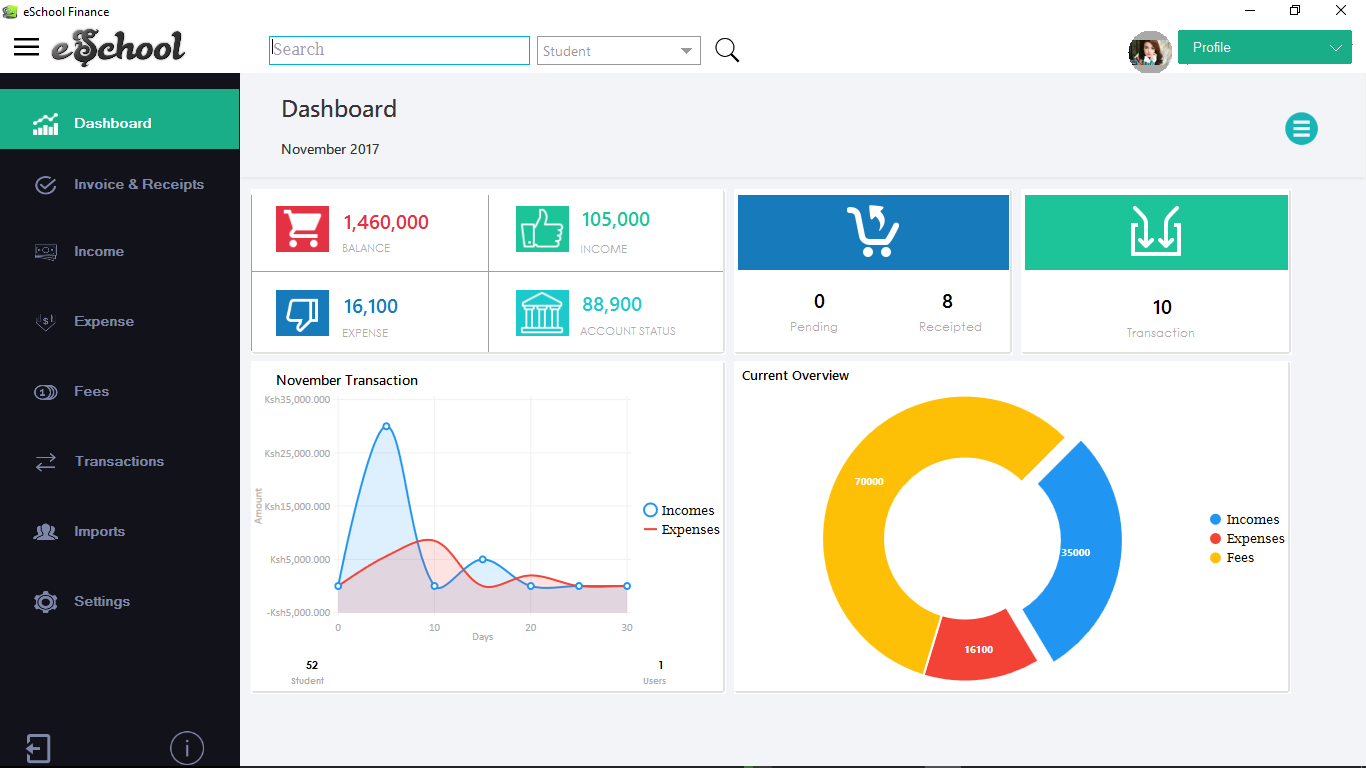 eSchool Finance
eSchool
Search
Student
Profile
Dashboard
Invoice & Receipts
Income
Expense
Fees
Transactions
Imports
Settings
Dashboard
November 2017
1,460,000
BALANCE
105,000
INCOME
16,100
EXPENSE
88,900
ACCOUNT STATUS
0
Pending
8
Receipted
10
Transaction
November Transaction
Ksh35,000.000
Ksh25,000.000
Ksh15,000.000
Ksh5,000.000
-Ksh5,000.000
Amount
0 10 20 30
Days
Incomes
Expenses
52
Student
1
Users
Current Overview
70000
35000
16100
Incomes
Expenses
Fees